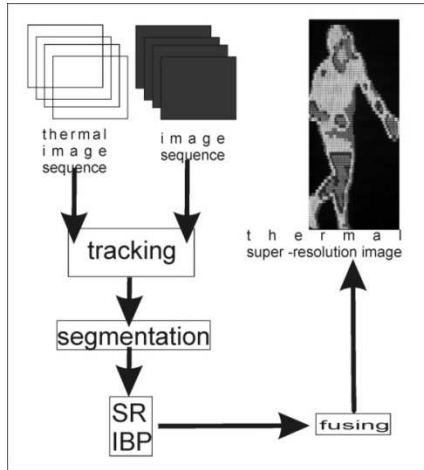 thermal
image
sequence
image
sequence
tracking
segmentation
SR
IBP
fusing
thermal
super -resolution image